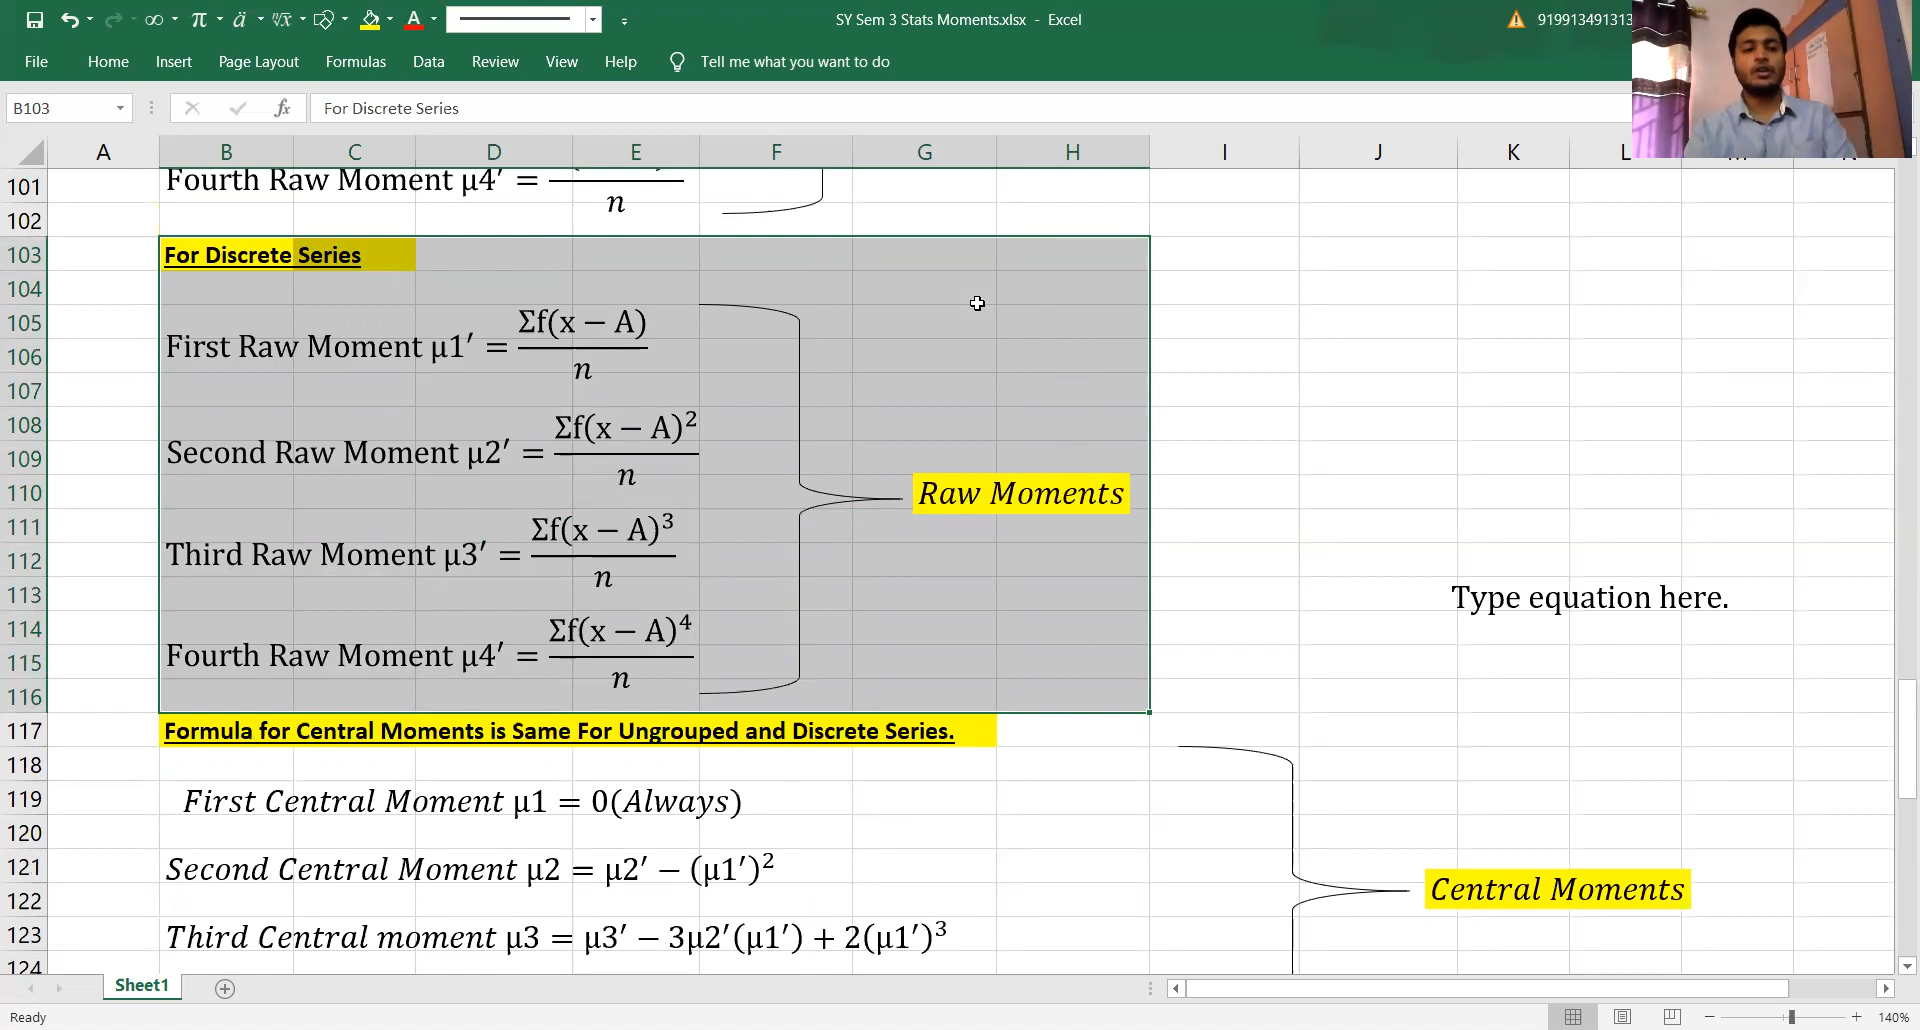 SY Sem 3 Stats Moments.xlsx - Excel
919913491313
File Home Insert Page Layout Formulas Data Review View Help Tell me what you want to do
B103 fx For Discrete Series
A B C D E F G H I J K L
101 Fourth Raw Moment μ4′ = n
102
103 For Discrete Series
104
105
106 First Raw Moment μ1′ = Σf(x − A) / n
107
108
109 Second Raw Moment μ2′ = Σf(x − A)² / n
110 Raw Moments
111
112 Third Raw Moment μ3′ = Σf(x − A)³ / n
113 Type equation here.
114
115 Fourth Raw Moment μ4′ = Σf(x − A)⁴ / n
116
117 Formula for Central Moments is Same For Ungrouped and Discrete Series.
118
119 First Central Moment μ1 = 0(Always)
120
121 Second Central Moment μ2 = μ2′ − (μ1′)²
122 Central Moments
123 Third Central moment μ3 = μ3′ − 3μ2′(μ1′) + 2(μ1′)³
124
Sheet1
Ready 140%